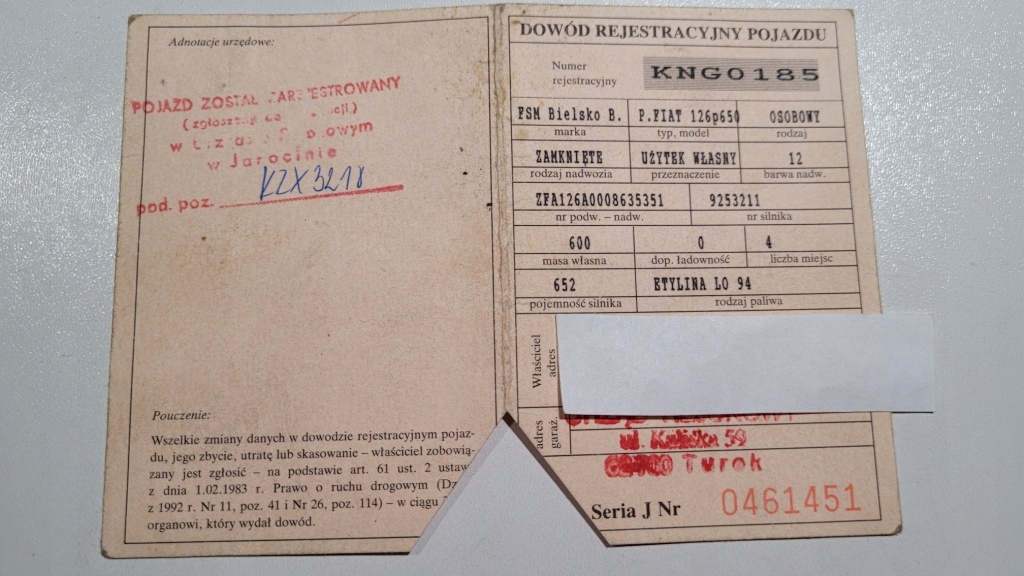 Adnotacje urzędowe:
POJAZD ZOSTAŁ
w
w Jarocinie
pod. poz. KZX3218
Pouczenie:
Wszelkie zmiany danych w dowodzie rejestracyjnym pojaz-
du, jego zbycie, utratę lub skasowanie – właściciel zobowią-
zany jest zgłosić – na podstawie art. 61 ust. 2
z dnia 1.02.1983 r. Prawo o ruchu drogowym
z 1992 r. Nr 11, poz. 41 i Nr 26, poz. 114) – w ciągu
organowi, który wydał dowód.
DOWÓD REJESTRACYJNY POJAZDU
Numer
rejestracyjny
KNG0185
FSM Bielsko B. P.FIAT 126p650 OSOBOWY
marka typ, model rodzaj
ZAMKNIĘTE UŻYTEK WŁASNY 12
rodzaj nadwozia przeznaczenie barwa nadw.
ZFA126A0008635351 9253211
nr podw. – nadw. nr silnika
600 0 4
masa własna dop. ładowność liczba miejsc
652 ETYLINA LO 94
pojemność silnika rodzaj paliwa
Właściciel
adres
adres
garaż.
ul. Kaliska 59
Turek
Seria J Nr 0461451